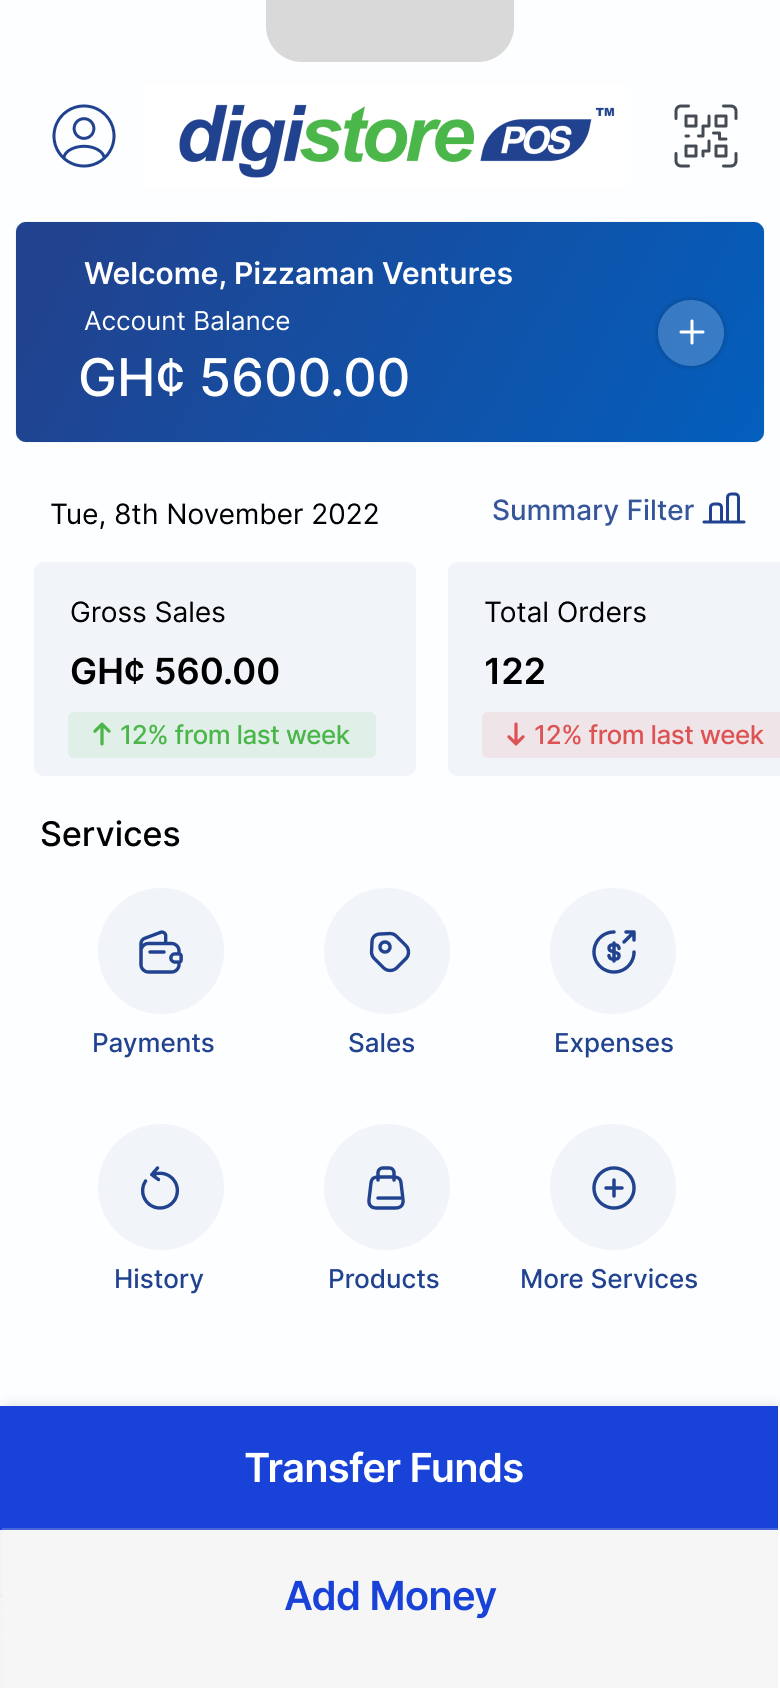 digistore POS ™
Welcome, Pizzaman Ventures
Account Balance
GH¢ 5600.00
Tue, 8th November 2022
Summary Filter
Gross Sales
GH¢ 560.00
↑ 12% from last week
Total Orders
122
↓ 12% from last week
Services
Payments
Sales
Expenses
History
Products
More Services
Transfer Funds
Add Money